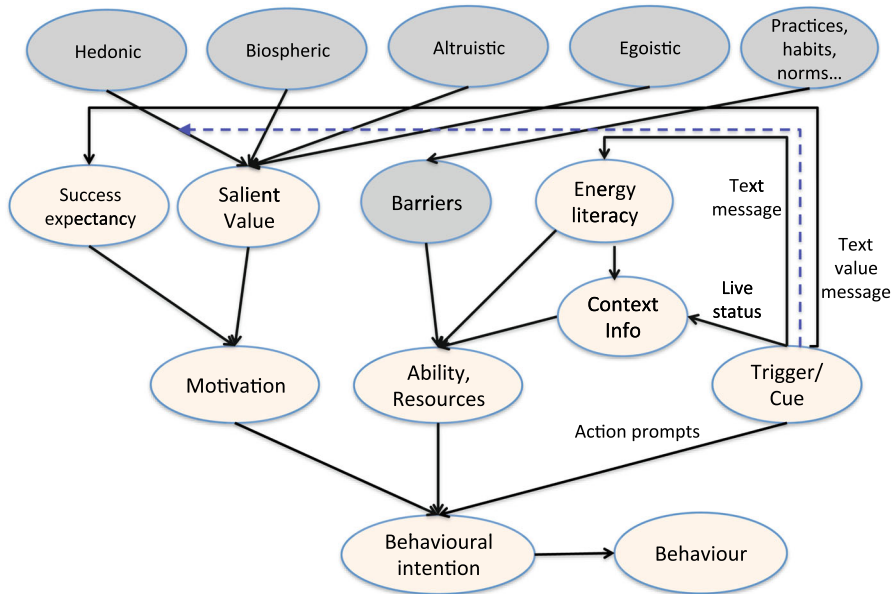 Hedonic
Biospheric
Altruistic
Egoistic
Practices,
habits,
norms...
Success
expectancy
Salient
Value
Barriers
Energy
literacy
Text
message
Text
value
message
Context
Info
Live
status
Motivation
Ability,
Resources
Trigger/
Cue
Action prompts
Behavioural
intention
Behaviour